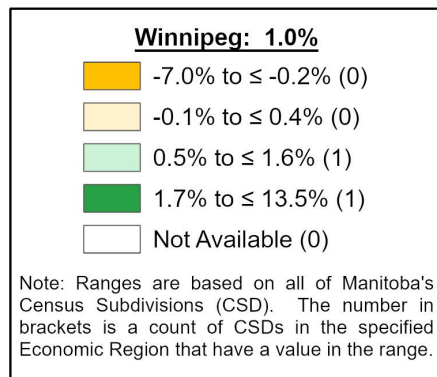 Winnipeg: 1.0%
-7.0% to ≤ -0.2% (0)
-0.1% to ≤ 0.4% (0)
0.5% to ≤ 1.6% (1)
1.7% to ≤ 13.5% (1)
Not Available (0)
Note: Ranges are based on all of Manitoba's
Census Subdivisions (CSD). The number in
brackets is a count of CSDs in the specified
Economic Region that have a value in the range.